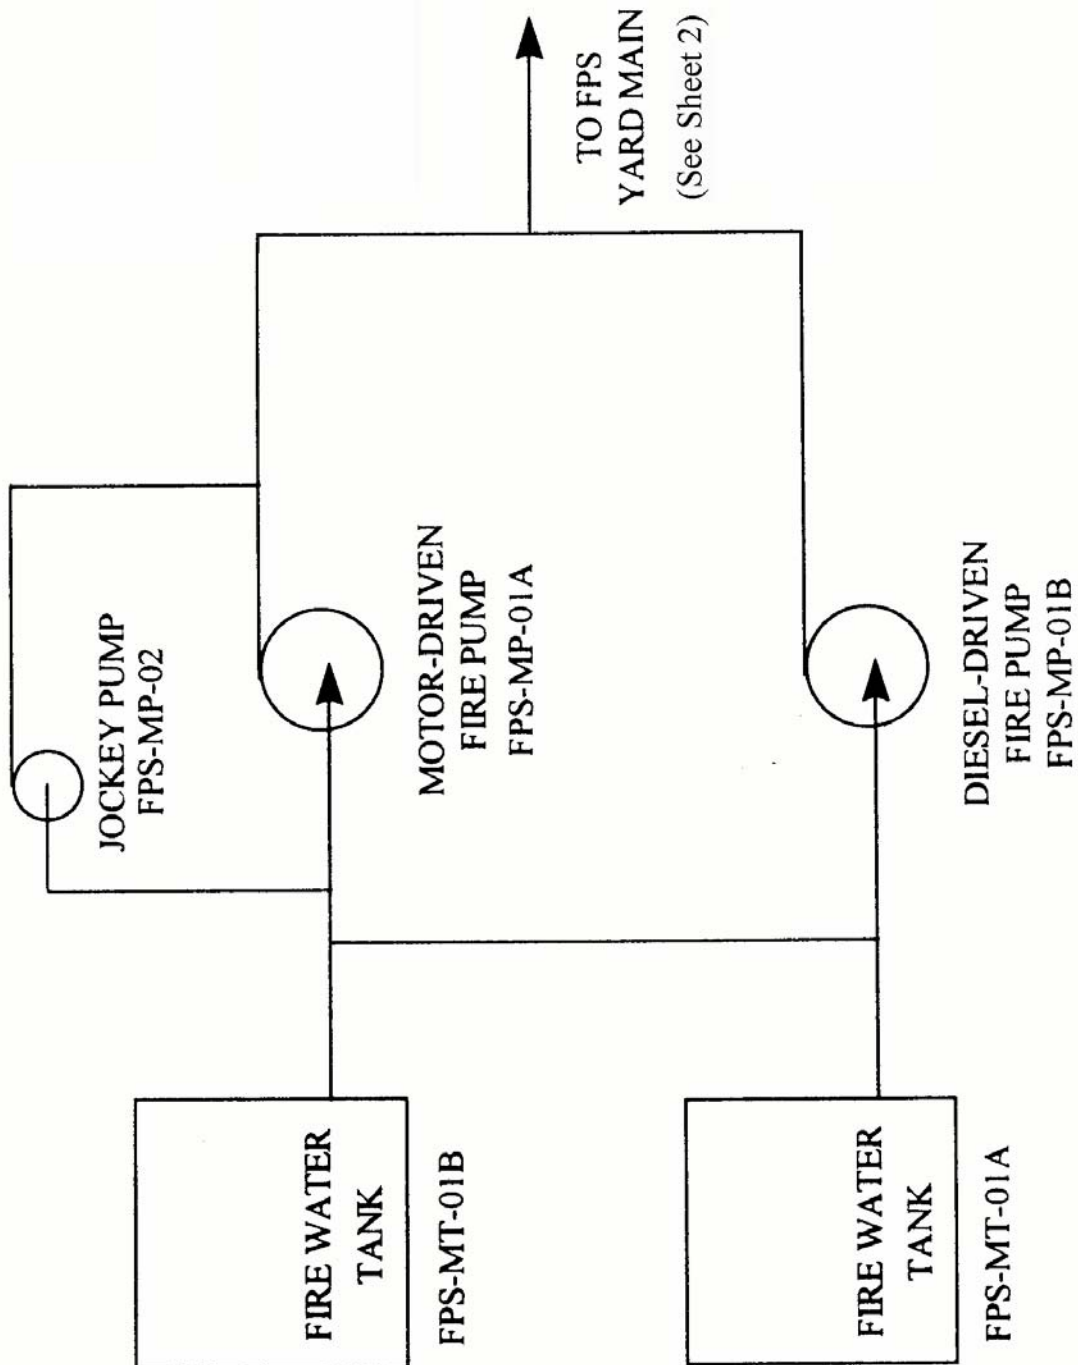 TO FPS
YARD MAIN
(See Sheet 2)
JOCKEY PUMP
FPS-MP-02
MOTOR-DRIVEN
FIRE PUMP
FPS-MP-01A
DIESEL-DRIVEN
FIRE PUMP
FPS-MP-01B
FIRE WATER
TANK
FPS-MT-01B
FIRE WATER
TANK
FPS-MT-01A